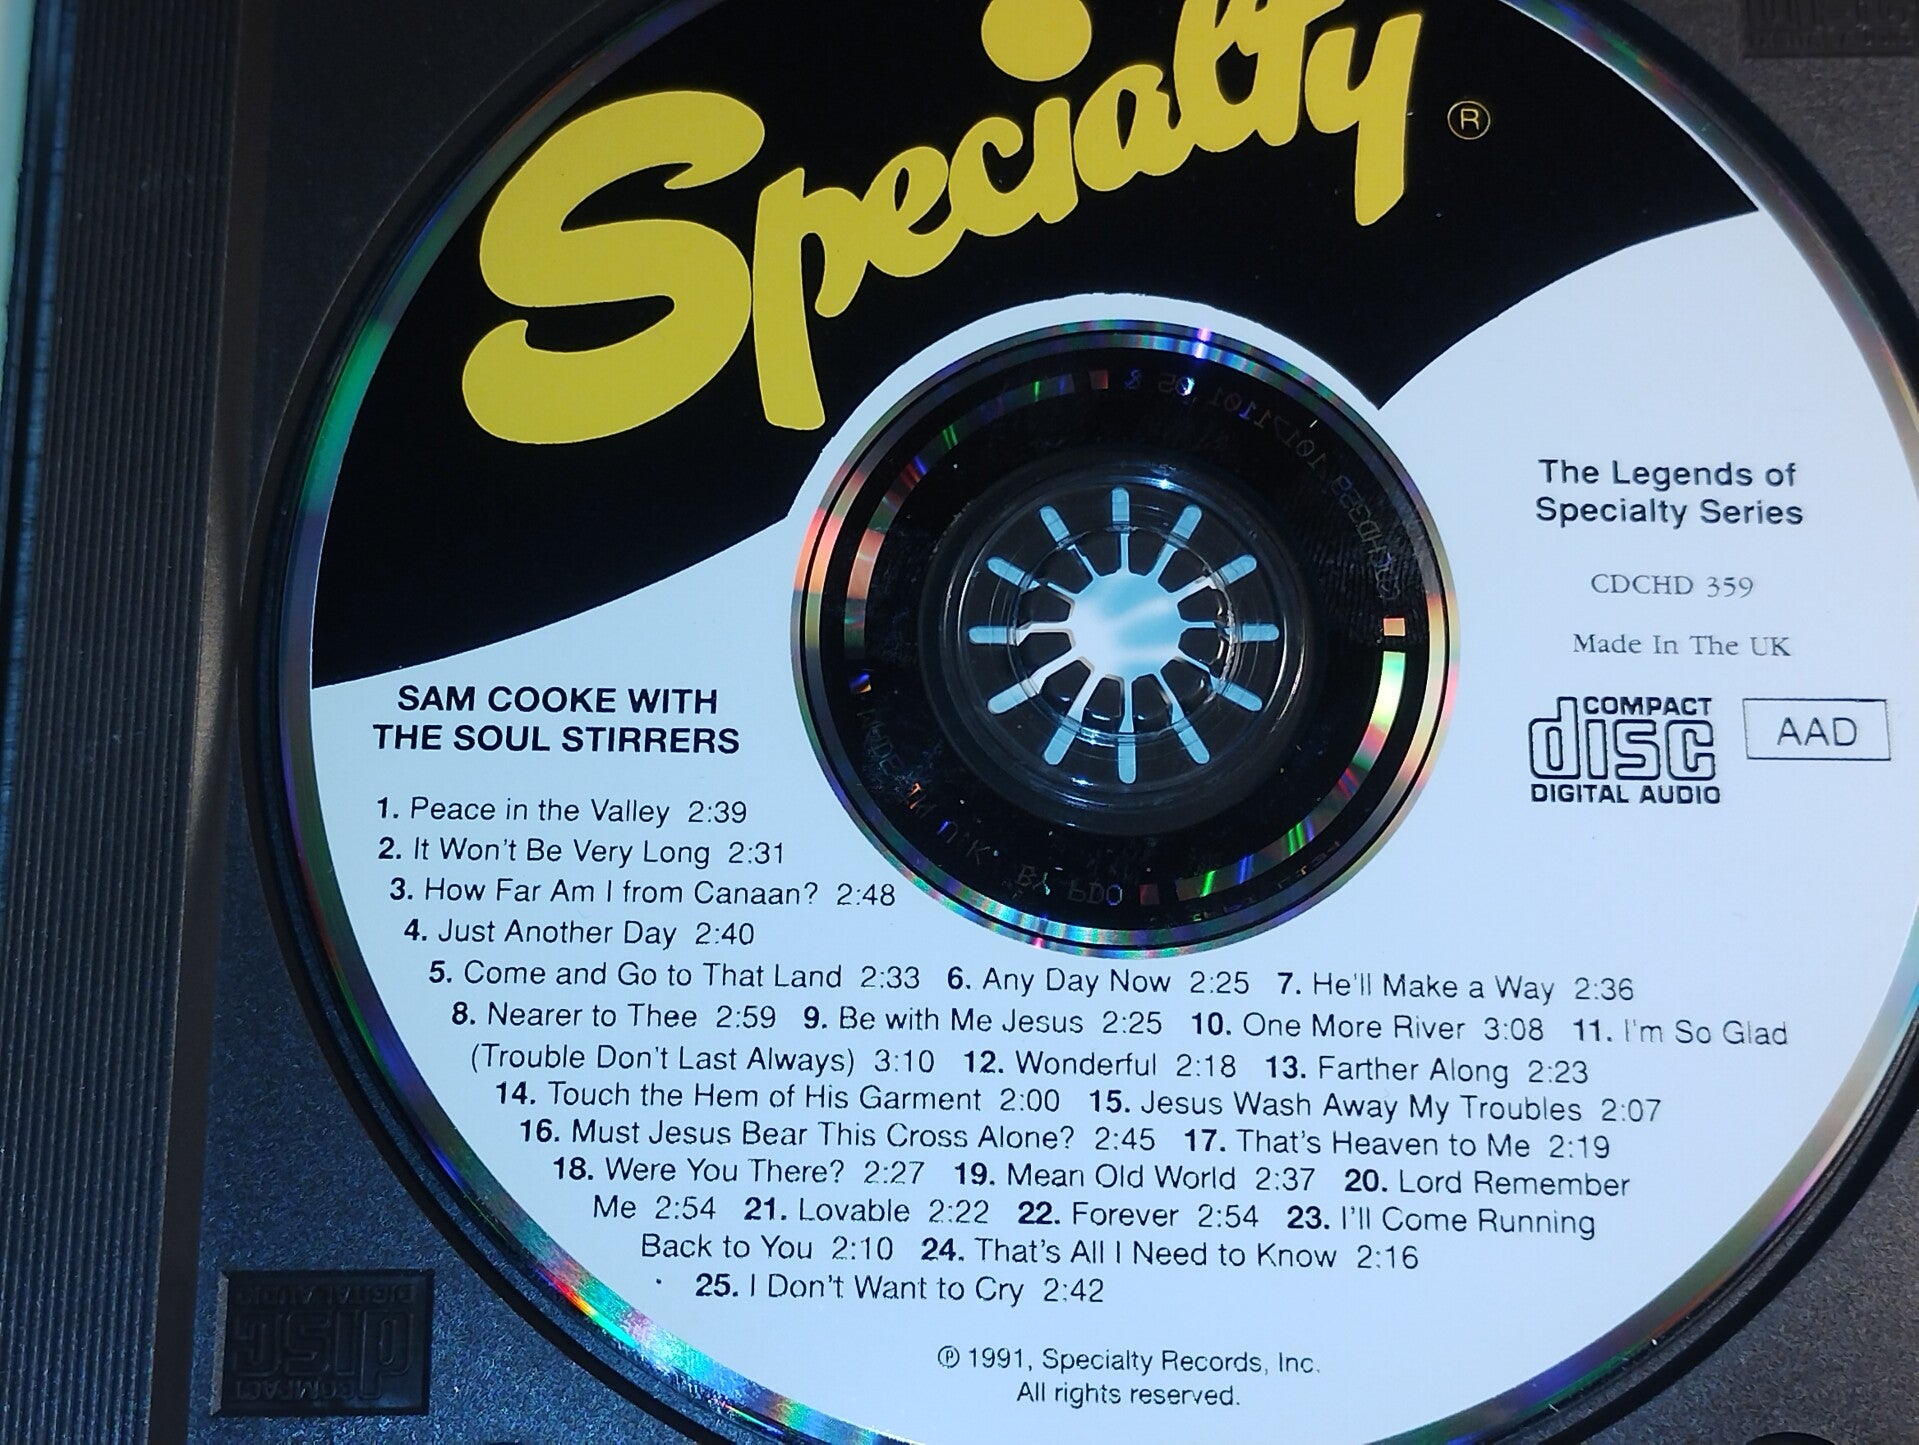 Specialty ®
The Legends of
Specialty Series
CDCHD 359
Made In The UK
COMPACT
disc
DIGITAL AUDIO
AAD
SAM COOKE WITH
THE SOUL STIRRERS
1. Peace in the Valley 2:39
2. It Won't Be Very Long 2:31
3. How Far Am I from Canaan? 2:48
4. Just Another Day 2:40
5. Come and Go to That Land 2:33 6. Any Day Now 2:25 7. He'll Make a Way 2:36
8. Nearer to Thee 2:59 9. Be with Me Jesus 2:25 10. One More River 3:08 11. I'm So Glad
(Trouble Don't Last Always) 3:10 12. Wonderful 2:18 13. Farther Along 2:23
14. Touch the Hem of His Garment 2:00 15. Jesus Wash Away My Troubles 2:07
16. Must Jesus Bear This Cross Alone? 2:45 17. That's Heaven to Me 2:19
18. Were You There? 2:27 19. Mean Old World 2:37 20. Lord Remember
Me 2:54 21. Lovable 2:22 22. Forever 2:54 23. I'll Come Running
Back to You 2:10 24. That's All I Need to Know 2:16
25. I Don't Want to Cry 2:42
℗ 1991, Specialty Records, Inc.
All rights reserved.
MADE IN U.K. BY PDO
COMPACT
disc
DIGITAL AUDIO